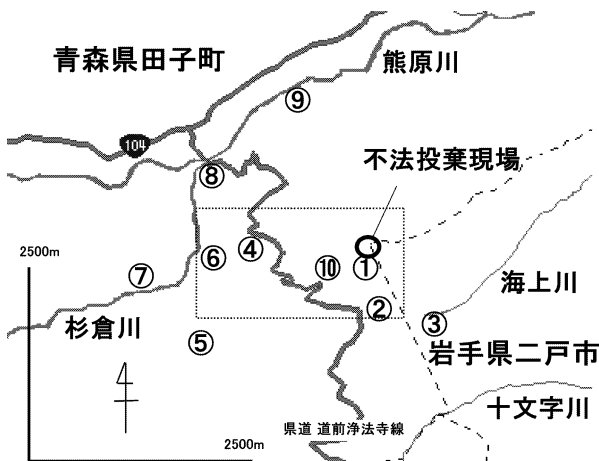 青森県田子町
熊原川
⑨
104
不法投棄現場
⑧
④
⑥
⑩
①
2500m
⑦
海上川
②
③
杉倉川
⑤
岩手県二戸市
十文字川
県道 道前浄法寺線
2500m